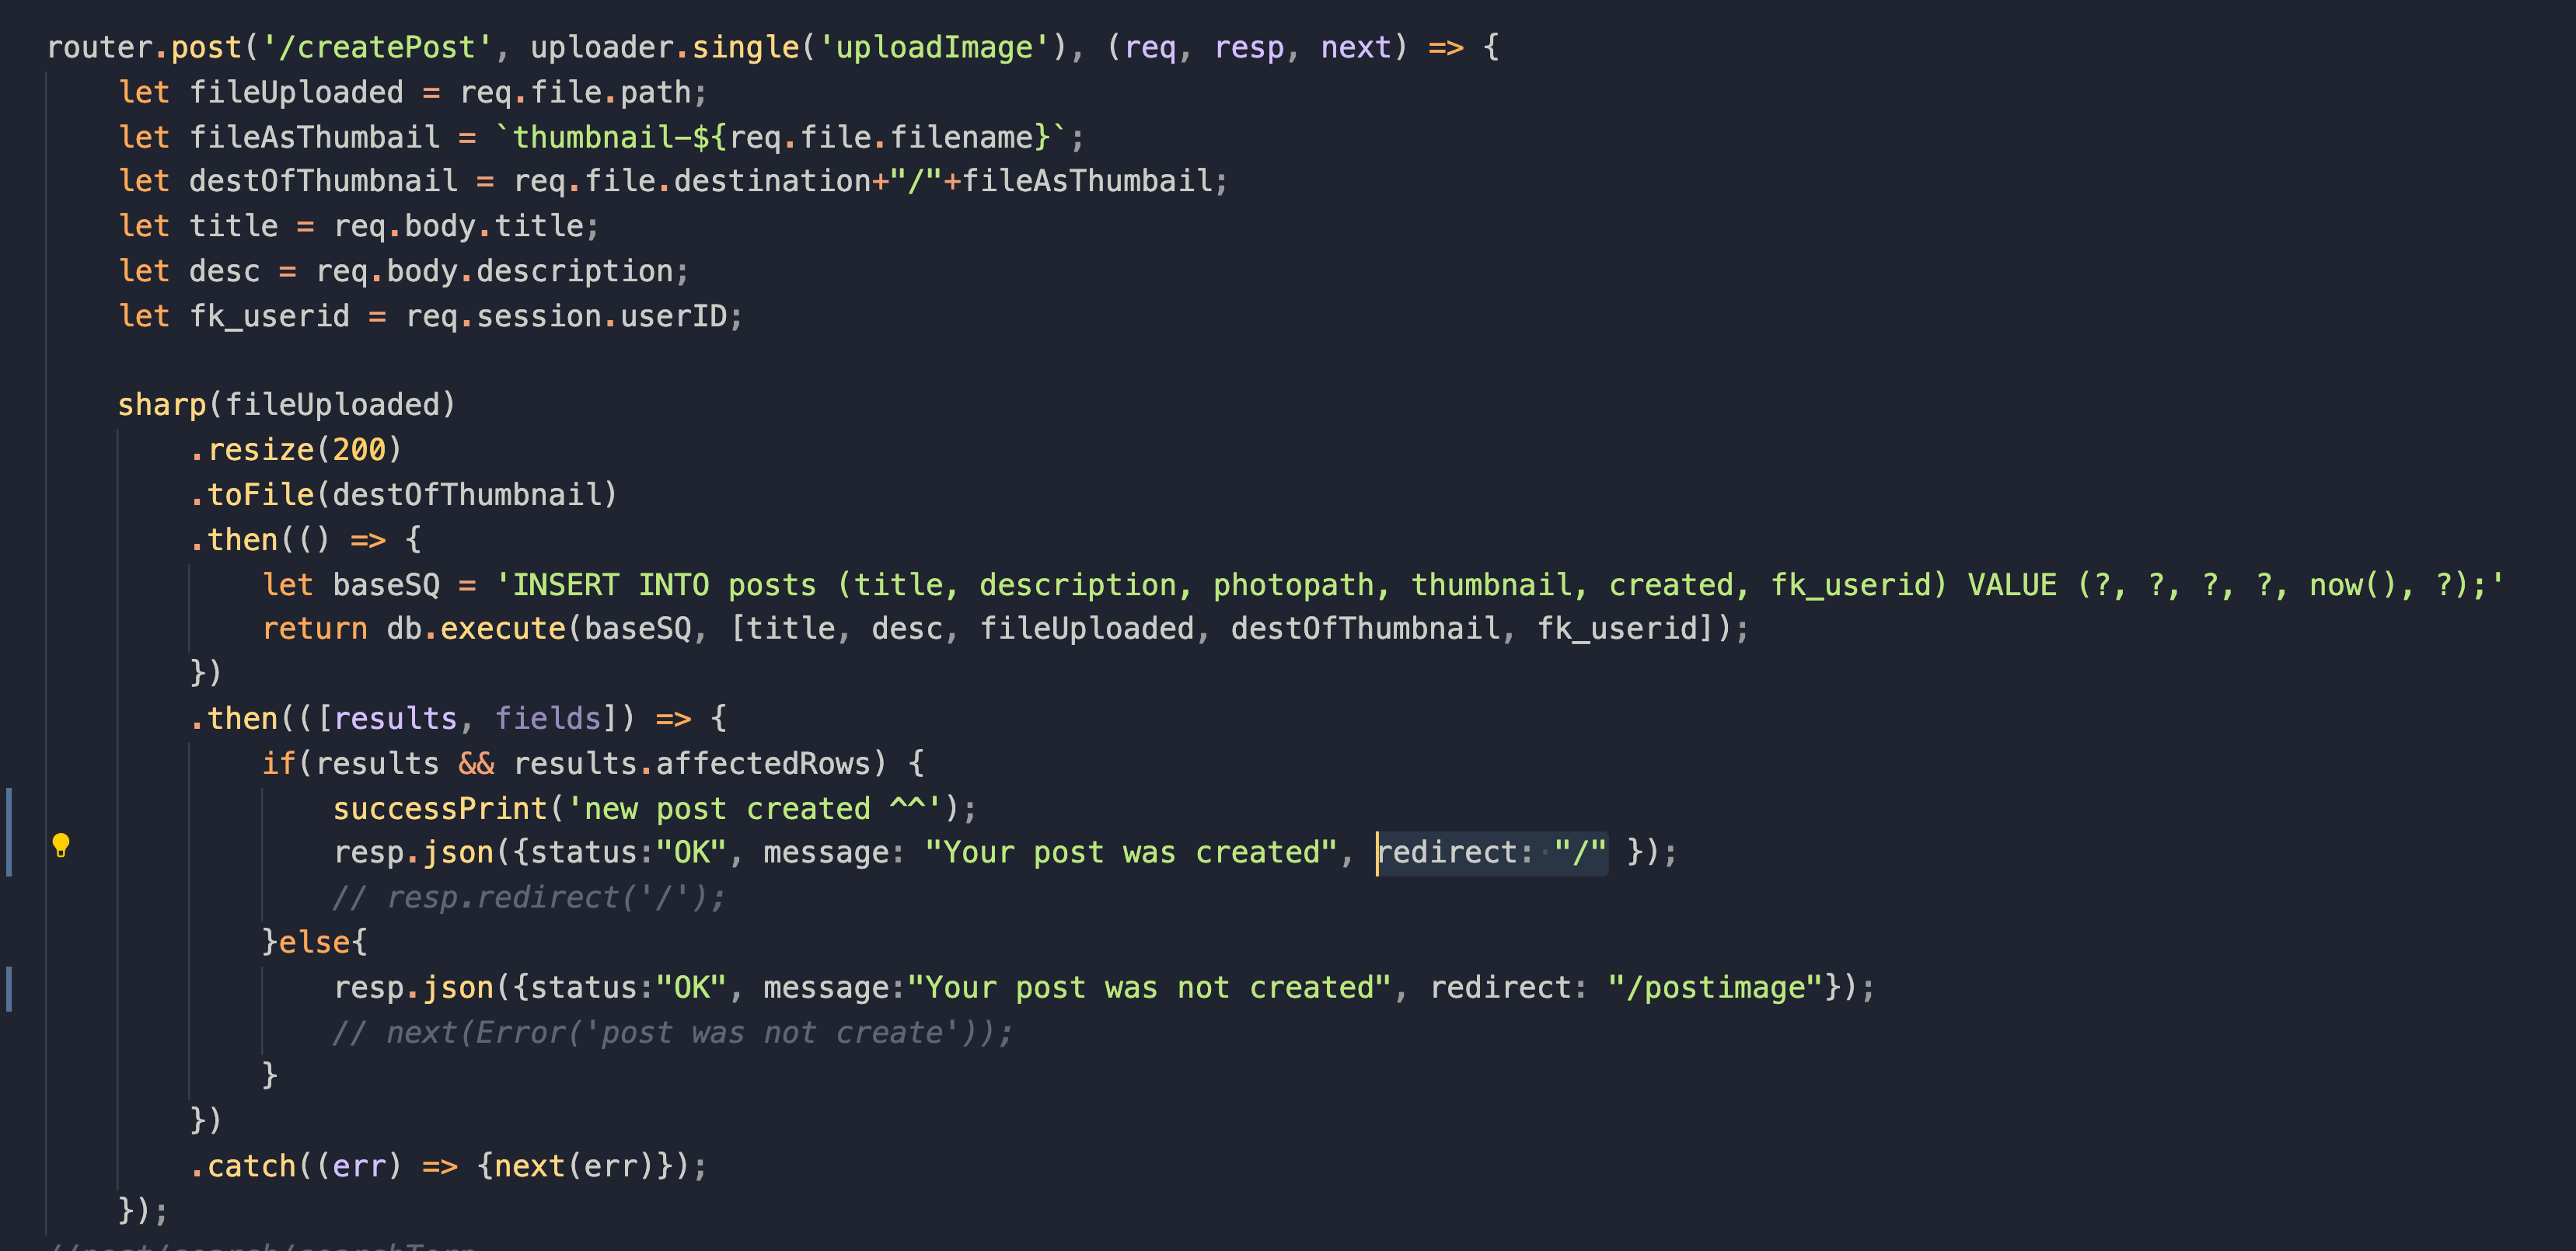 router.post('/createPost', uploader.single('uploadImage'), (req, resp, next) => {
let fileUploaded = req.file.path;
let fileAsThumbail = `thumbnail-${req.file.filename}`;
let destOfThumbnail = req.file.destination+"/"+fileAsThumbail;
let title = req.body.title;
let desc = req.body.description;
let fk_userid = req.session.userID;
sharp(fileUploaded)
.resize(200)
.toFile(destOfThumbnail)
.then(() => {
let baseSQ = 'INSERT INTO posts (title, description, photopath, thumbnail, created, fk_userid) VALUE (?, ?, ?, ?, now(), ?);'
return db.execute(baseSQ, [title, desc, fileUploaded, destOfThumbnail, fk_userid]);
})
.then(([results, fields]) => {
if(results && results.affectedRows) {
successPrint('new post created ^^');
resp.json({status:"OK", message: "Your post was created", redirect: "/" });
// resp.redirect('/');
}else{
resp.json({status:"OK", message:"Your post was not created", redirect: "/postimage"});
// next(Error('post was not create'));
}
})
.catch((err) => {next(err)});
});